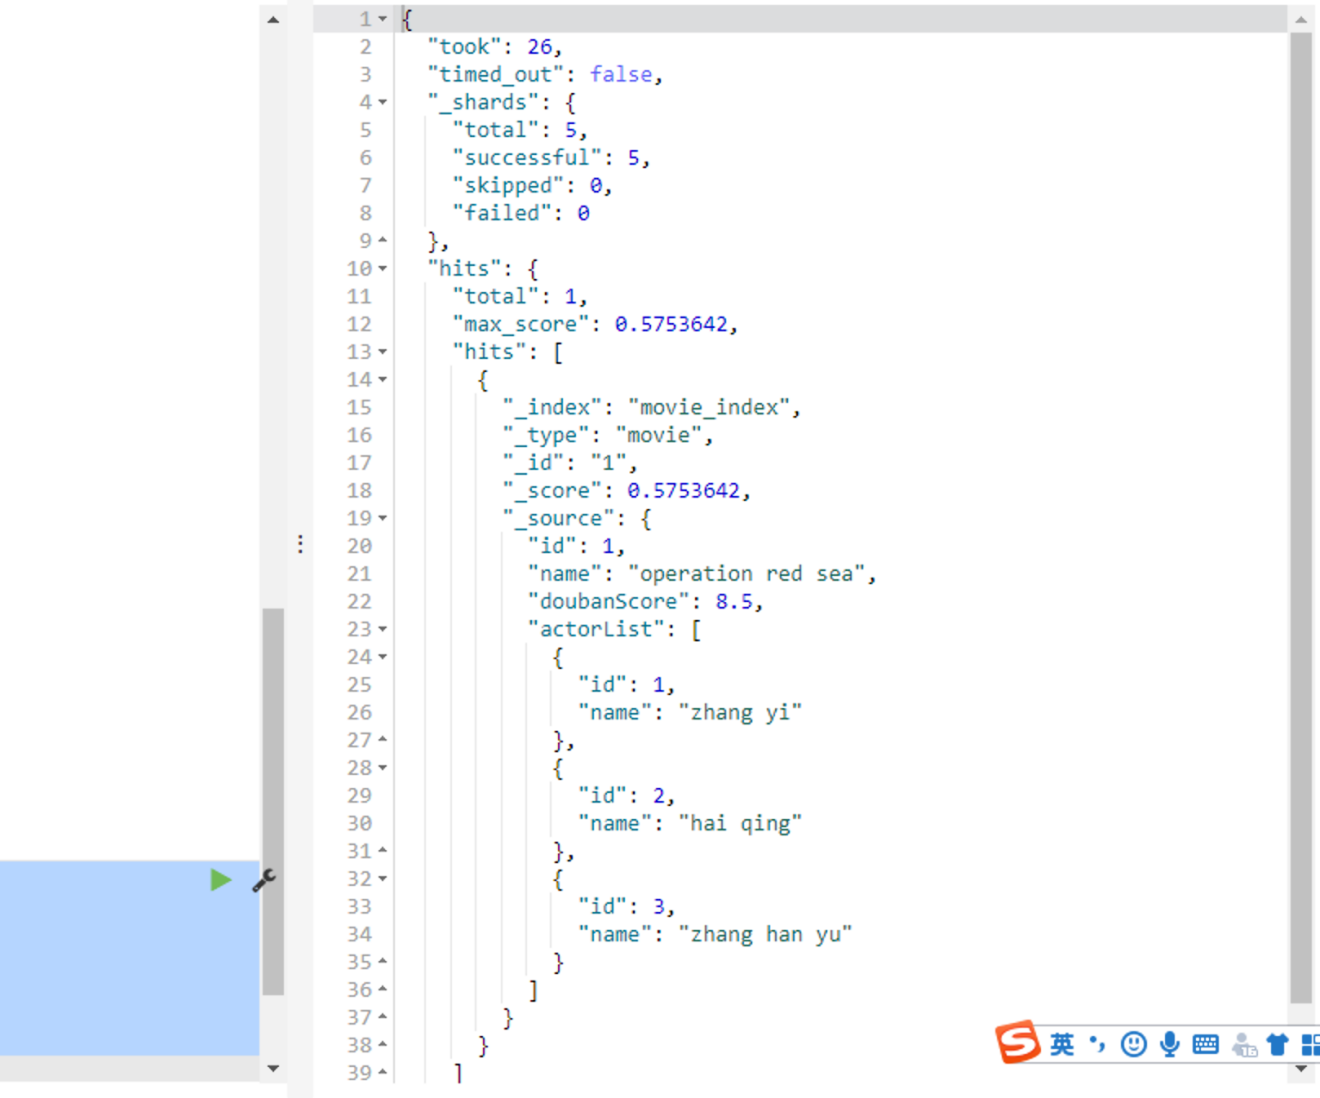 1 {
2 "took": 26,
3 "timed_out": false,
4 "_shards": {
5 "total": 5,
6 "successful": 5,
7 "skipped": 0,
8 "failed": 0
9 },
10 "hits": {
11 "total": 1,
12 "max_score": 0.5753642,
13 "hits": [
14 {
15 "_index": "movie_index",
16 "_type": "movie",
17 "_id": "1",
18 "_score": 0.5753642,
19 "_source": {
20 "id": 1,
21 "name": "operation red sea",
22 "doubanScore": 8.5,
23 "actorList": [
24 {
25 "id": 1,
26 "name": "zhang yi"
27 },
28 {
29 "id": 2,
30 "name": "hai qing"
31 },
32 {
33 "id": 3,
34 "name": "zhang han yu"
35 }
36 ]
37 }
38 }
39 ]
S 英